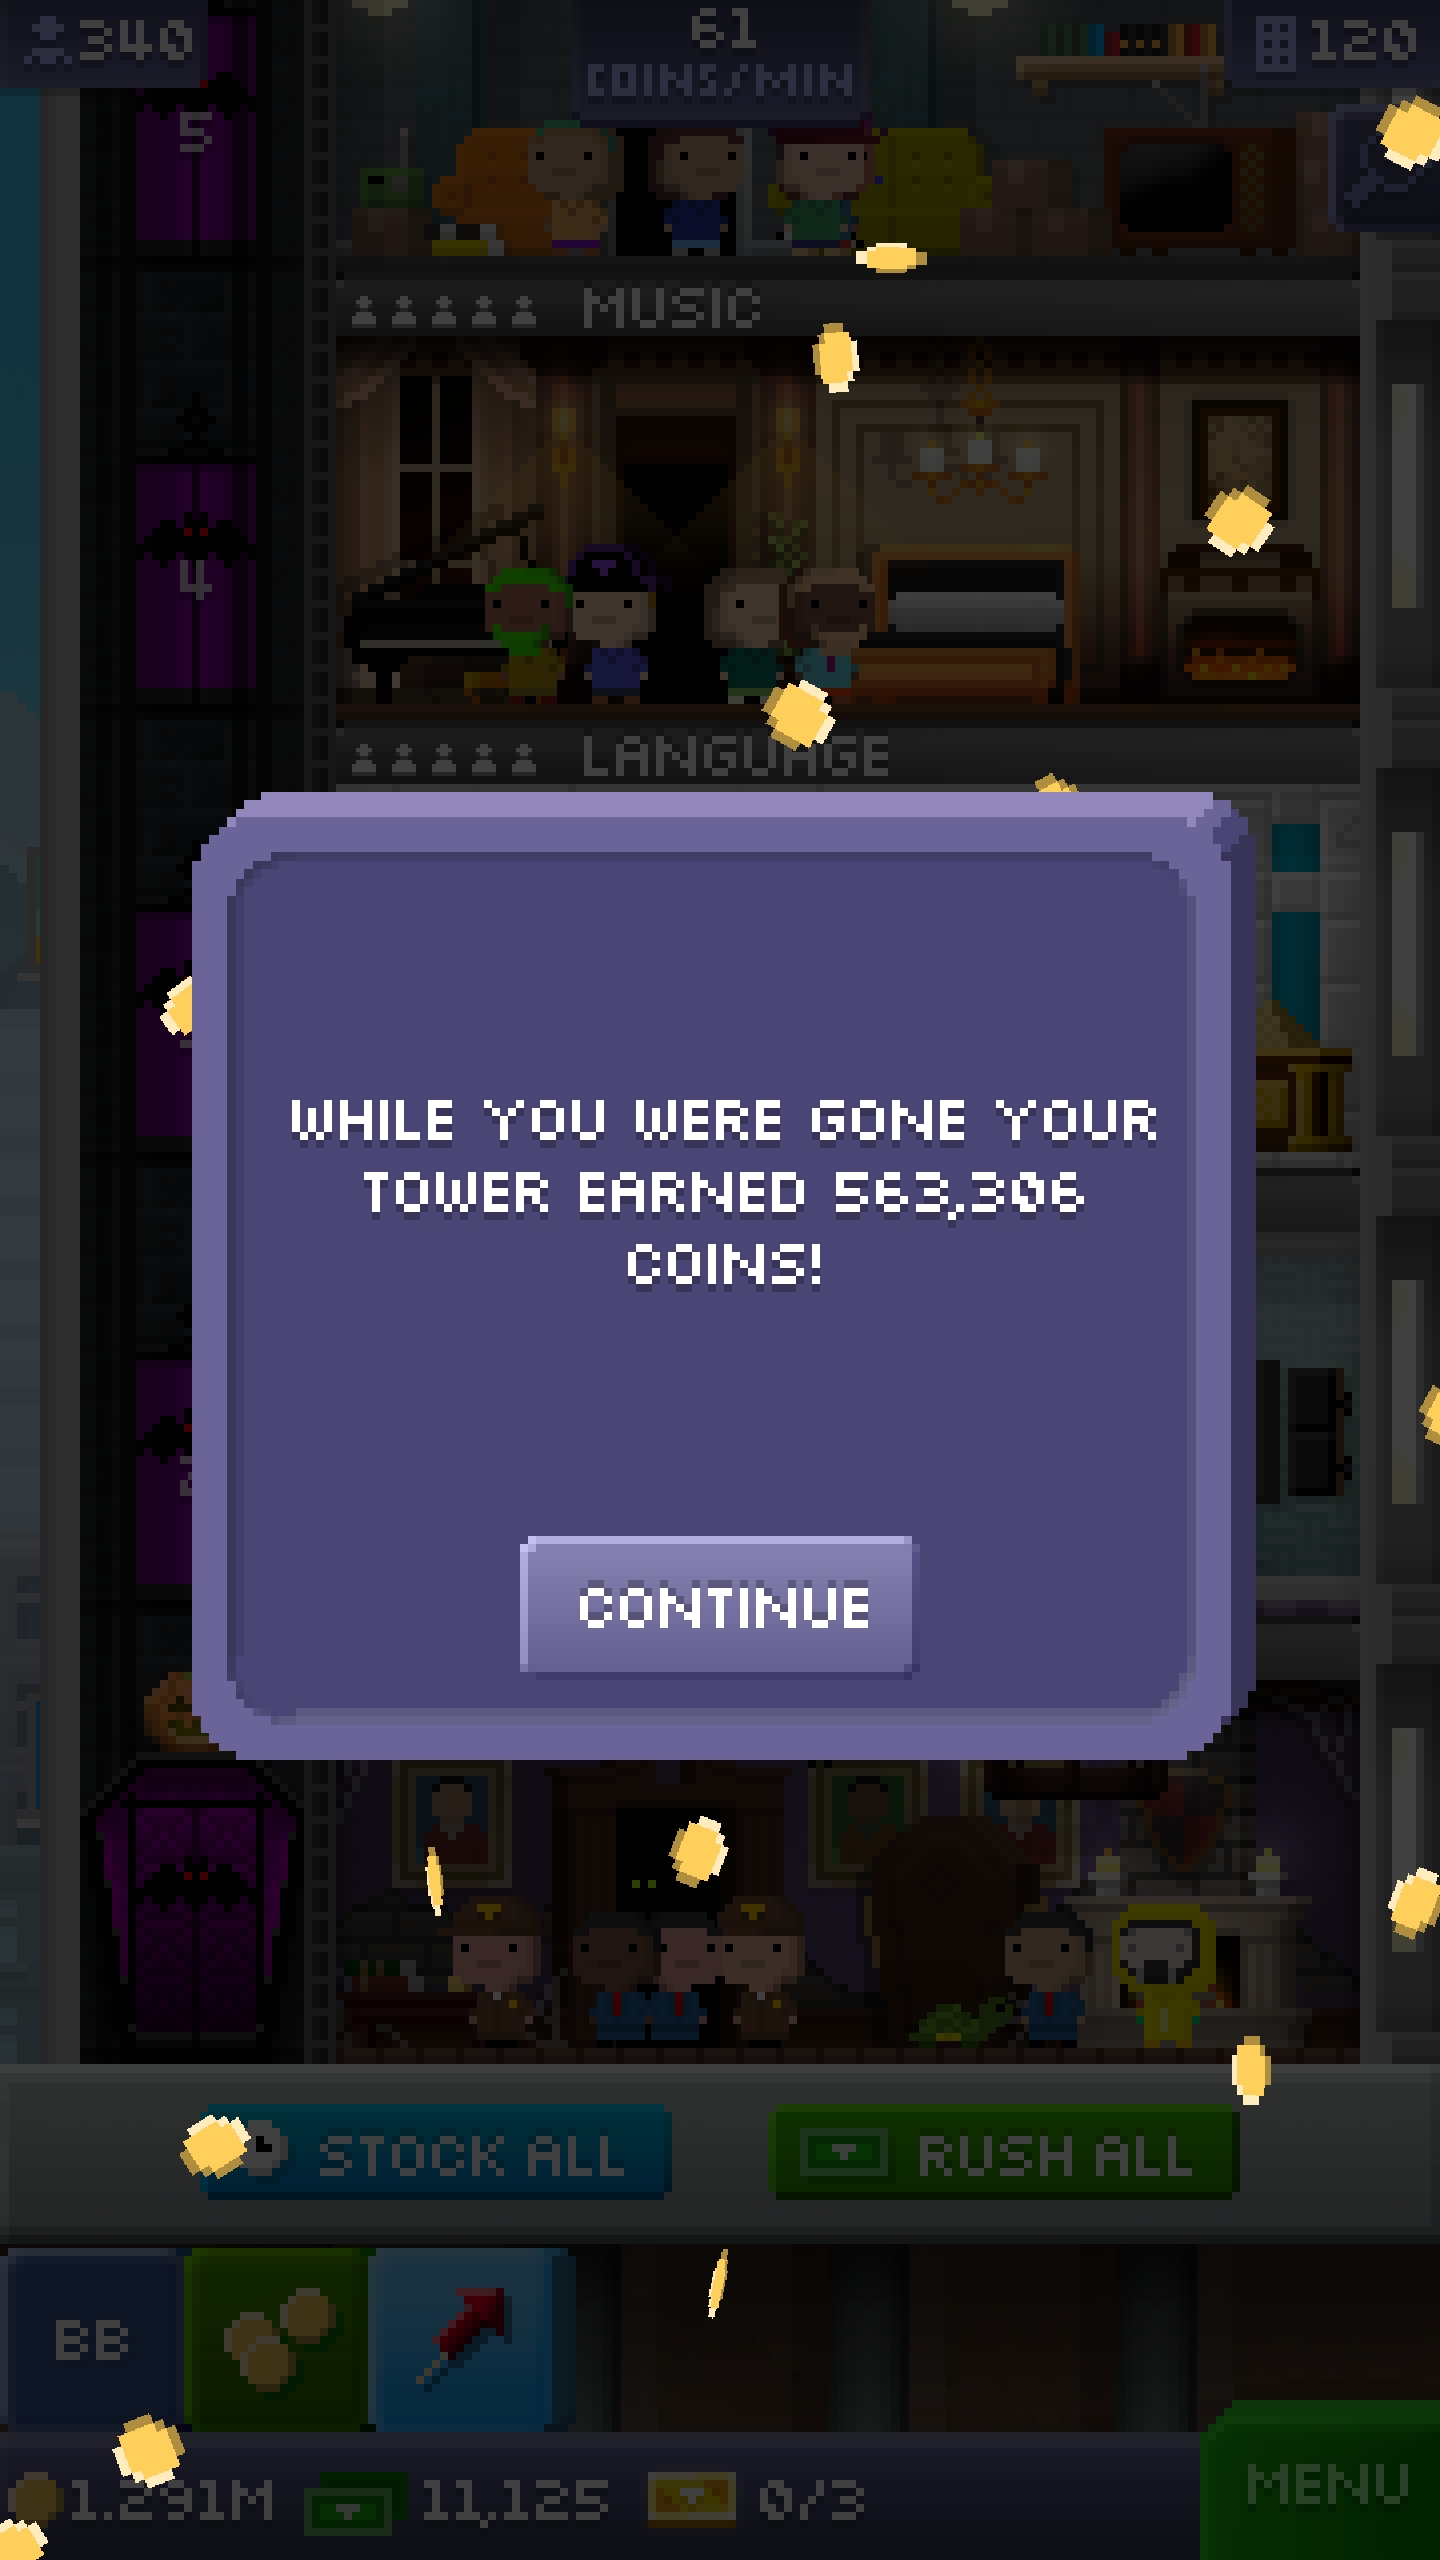 340
61
COINS/MIN
120
5
MUSIC
4
LANGUAGE
WHILE YOU WERE GONE YOUR
TOWER EARNED 563,306
COINS!
CONTINUE
STOCK ALL
RUSH ALL
BB
1.291M
11,125
0/3
MENU